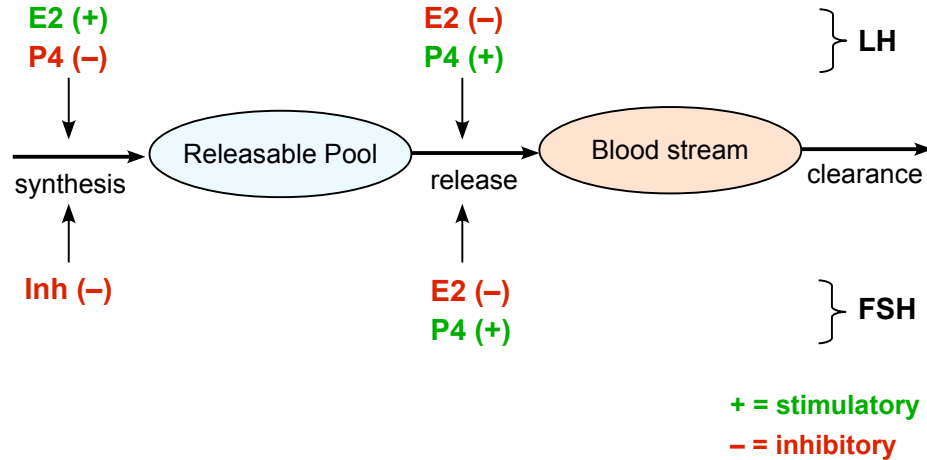 E2 (+)
P4 (–)
E2 (–)
P4 (+)
LH
synthesis
Releasable Pool
release
Blood stream
clearance
Inh (–)
E2 (–)
P4 (+)
FSH
+ = stimulatory
– = inhibitory